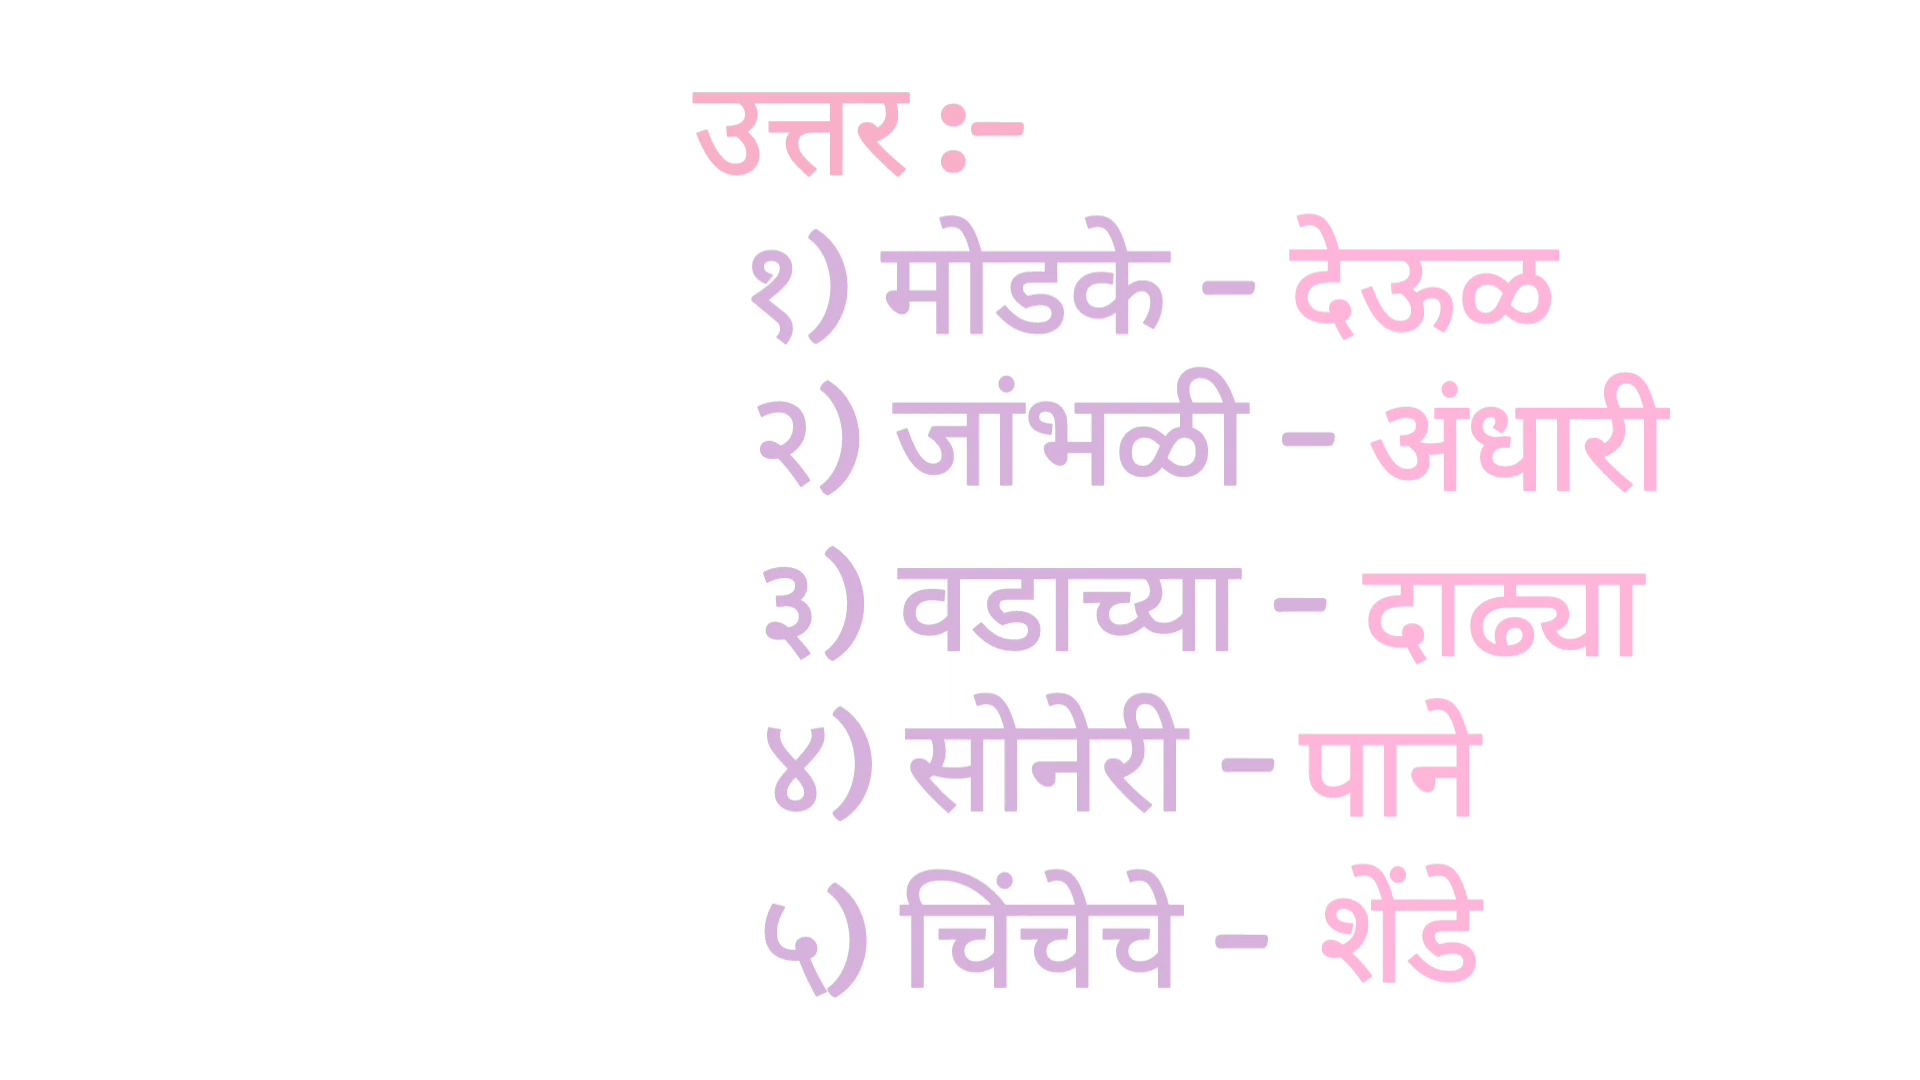 उत्तर :-
१) मोडके - देऊळ
२) जांभळी - अंधारी
३) वडाच्या - दाढ्या
४) सोनेरी - पाने
५) चिंचेचे - शेंडे